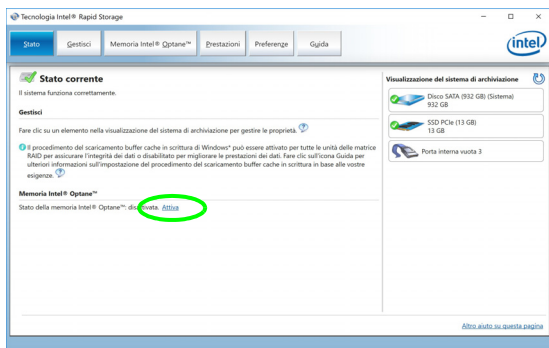 Tecnologia Intel® Rapid Storage
Stato
Gestisci
Memoria Intel® Optane™
Prestazioni
Preferenze
Guida
intel
Stato corrente
Il sistema funziona correttamente.
Gestisci
Fare clic su un elemento nella visualizzazione del sistema di archiviazione per gestire le proprietà.
Il procedimento del scaricamento buffer cache in scrittura di Windows* può essere attivato per tutte le unità delle matrice
RAID per assicurare l'integrità dei dati o disabilitato per migliorare le prestazioni dei dati. Fare clic sull'icona Guida per
ulteriori informazioni sull'impostazione del procedimento del scaricamento buffer cache in scrittura in base alle vostre
esigenze.
Memoria Intel® Optane™
Stato della memoria Intel® Optane™: disattivata. Attiva
Visualizzazione del sistema di archiviazione
Disco SATA (932 GB) (Sistema)
932 GB
SSD PCIe (13 GB)
13 GB
Porta interna vuota 3
Altro aiuto su questa pagina